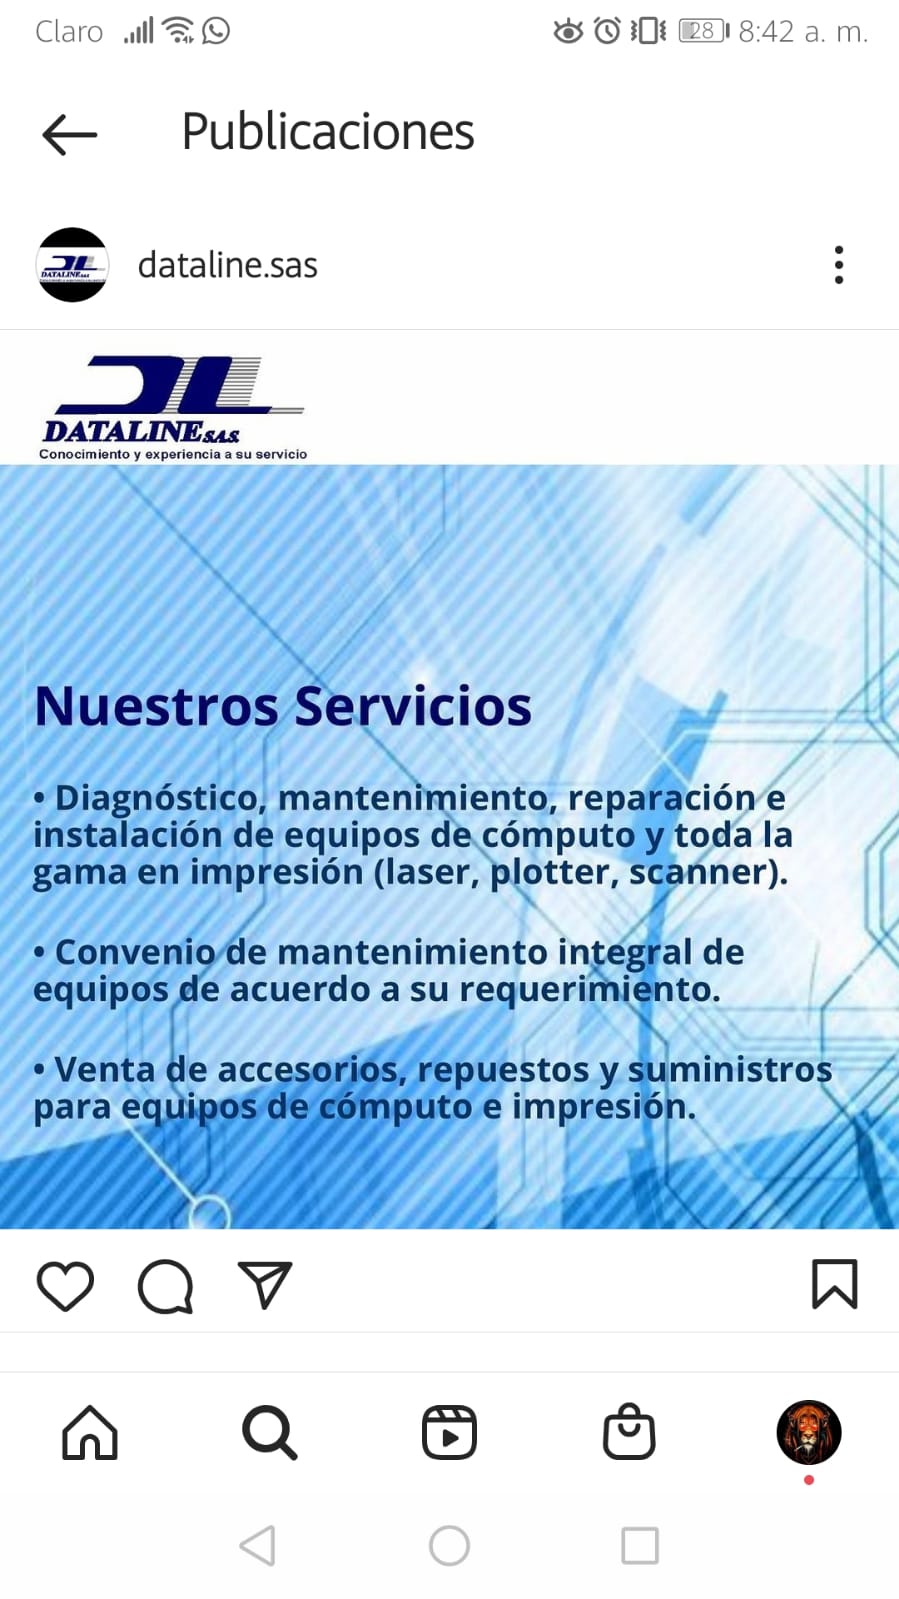 Claro 28 8:42 a. m.
Publicaciones
dataline.sas
DL
DATALINE S.A.S.
Conocimiento y experiencia a su servicio
Nuestros Servicios
• Diagnóstico, mantenimiento, reparación e
instalación de equipos de cómputo y toda la
gama en impresión (laser, plotter, scanner).
• Convenio de mantenimiento integral de
equipos de acuerdo a su requerimiento.
• Venta de accesorios, repuestos y suministros
para equipos de cómputo e impresión.